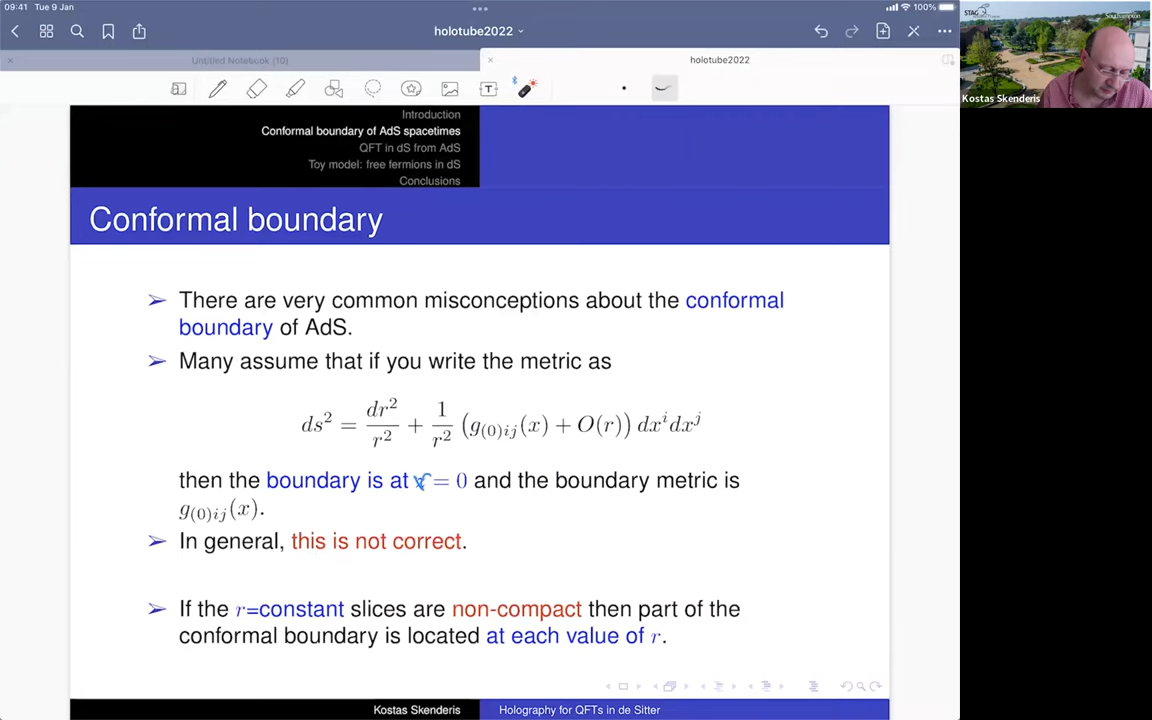 09:41 Tue 9 Jan
100%
holotube2022
Untitled Notebook (10)
holotube2022
STAG
Southampton
Kostas Skenderis
Introduction
Conformal boundary of AdS spacetimes
QFT in dS from AdS
Toy model: free fermions in dS
Conclusions
Conformal boundary
➢ There are very common misconceptions about the conformal
boundary of AdS.
➢ Many assume that if you write the metric as
ds² = dr²/r² + 1/r² (g₍₀₎ij(x) + O(r)) dxⁱdxʲ
then the boundary is at r = 0 and the boundary metric is
g₍₀₎ij(x).
➢ In general, this is not correct.
➢ If the r=constant slices are non-compact then part of the
conformal boundary is located at each value of r.
Kostas Skenderis
Holography for QFTs in de Sitter